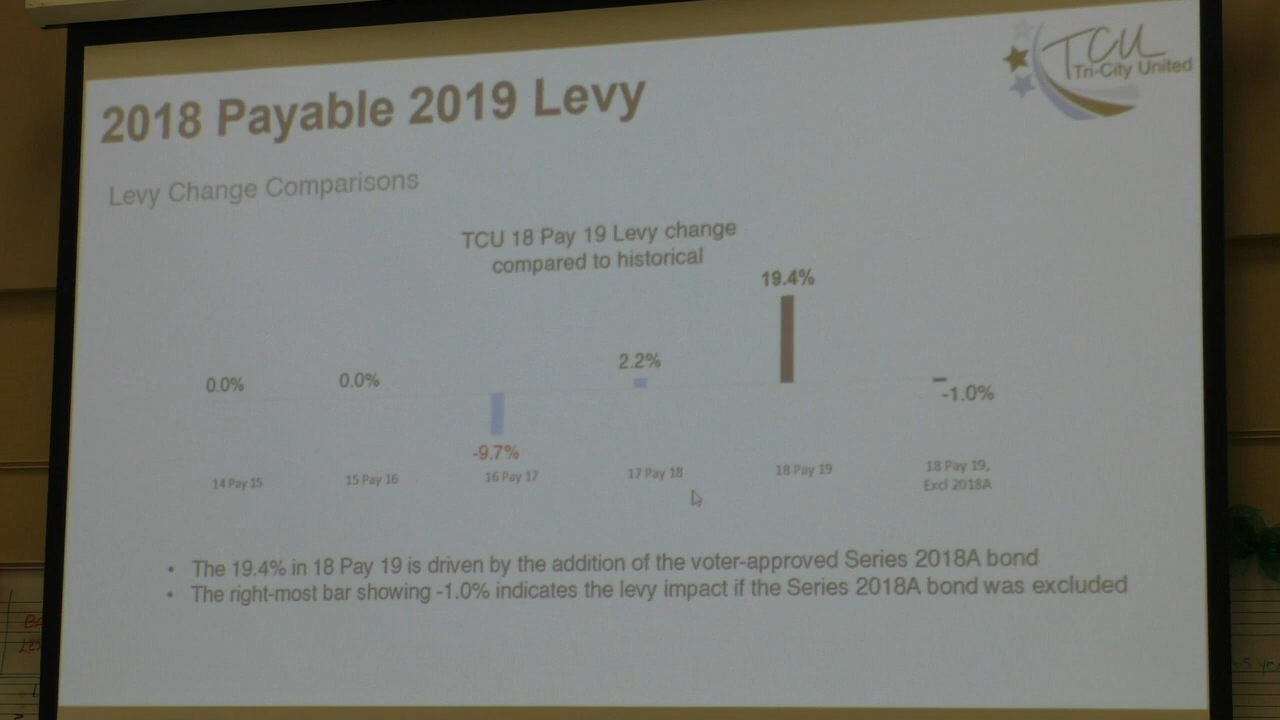 TCU
Tri-City United
2018 Payable 2019 Levy
Levy Change Comparisons
TCU 18 Pay 19 Levy change
compared to historical
0.0%
0.0%
-9.7%
2.2%
19.4%
-1.0%
14 Pay 15
15 Pay 16
16 Pay 17
17 Pay 18
18 Pay 19
18 Pay 19,
Excl 2018A
• The 19.4% in 18 Pay 19 is driven by the addition of the voter-approved Series 2018A bond
• The right-most bar showing -1.0% indicates the levy impact if the Series 2018A bond was excluded